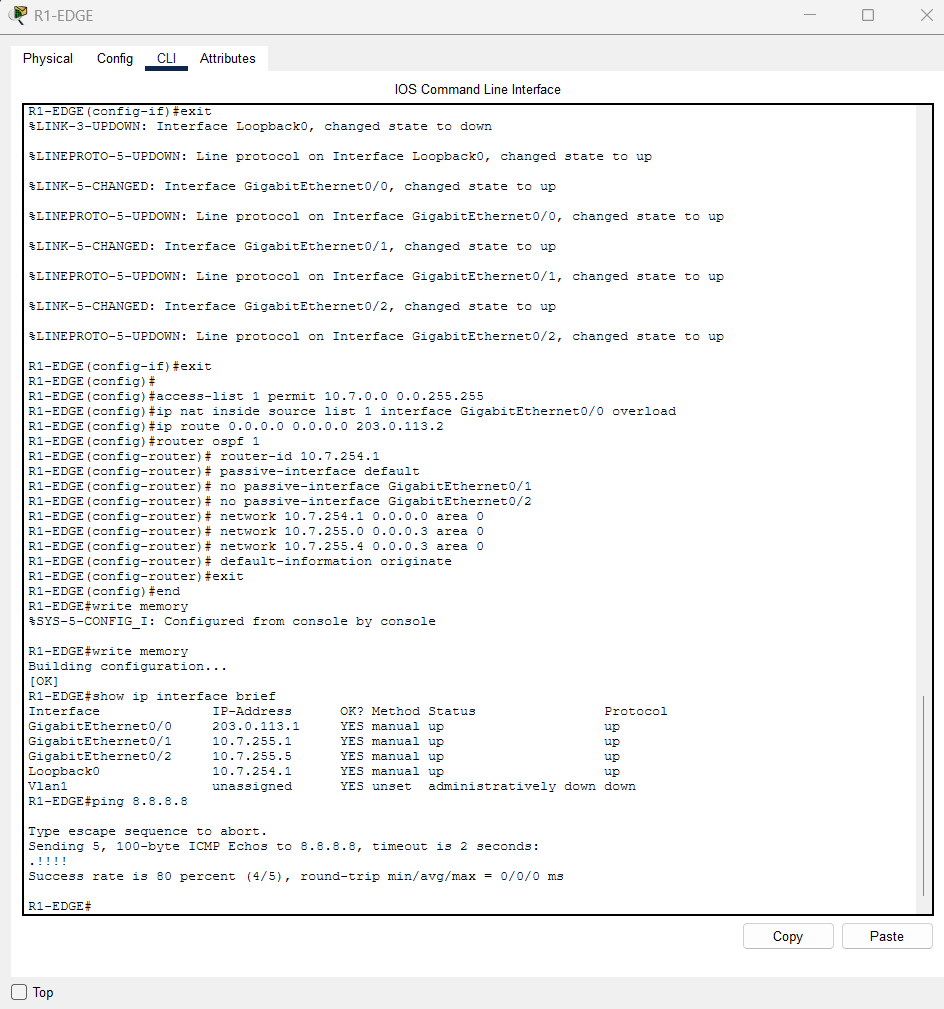 R1-EDGE
Physical Config CLI Attributes
IOS Command Line Interface
R1-EDGE(config-if)#exit
%LINK-3-UPDOWN: Interface Loopback0, changed state to down
%LINEPROTO-5-UPDOWN: Line protocol on Interface Loopback0, changed state to up
%LINK-5-CHANGED: Interface GigabitEthernet0/0, changed state to up
%LINEPROTO-5-UPDOWN: Line protocol on Interface GigabitEthernet0/0, changed state to up
%LINK-5-CHANGED: Interface GigabitEthernet0/1, changed state to up
%LINEPROTO-5-UPDOWN: Line protocol on Interface GigabitEthernet0/1, changed state to up
%LINK-5-CHANGED: Interface GigabitEthernet0/2, changed state to up
%LINEPROTO-5-UPDOWN: Line protocol on Interface GigabitEthernet0/2, changed state to up
R1-EDGE(config-if)#exit
R1-EDGE(config)#
R1-EDGE(config)#access-list 1 permit 10.7.0.0 0.0.255.255
R1-EDGE(config)#ip nat inside source list 1 interface GigabitEthernet0/0 overload
R1-EDGE(config)#ip route 0.0.0.0 0.0.0.0 203.0.113.2
R1-EDGE(config)#router ospf 1
R1-EDGE(config-router)# router-id 10.7.254.1
R1-EDGE(config-router)# passive-interface default
R1-EDGE(config-router)# no passive-interface GigabitEthernet0/1
R1-EDGE(config-router)# no passive-interface GigabitEthernet0/2
R1-EDGE(config-router)# network 10.7.254.1 0.0.0.0 area 0
R1-EDGE(config-router)# network 10.7.255.0 0.0.0.3 area 0
R1-EDGE(config-router)# network 10.7.255.4 0.0.0.3 area 0
R1-EDGE(config-router)# default-information originate
R1-EDGE(config-router)#exit
R1-EDGE(config)#end
R1-EDGE#write memory
%SYS-5-CONFIG_I: Configured from console by console
R1-EDGE#write memory
Building configuration...
[OK]
R1-EDGE#show ip interface brief
Interface IP-Address OK? Method Status Protocol
GigabitEthernet0/0 203.0.113.1 YES manual up up
GigabitEthernet0/1 10.7.255.1 YES manual up up
GigabitEthernet0/2 10.7.255.5 YES manual up up
Loopback0 10.7.254.1 YES manual up up
Vlan1 unassigned YES unset administratively down down
R1-EDGE#ping 8.8.8.8
Type escape sequence to abort.
Sending 5, 100-byte ICMP Echos to 8.8.8.8, timeout is 2 seconds:
.!!!!
Success rate is 80 percent (4/5), round-trip min/avg/max = 0/0/0 ms
R1-EDGE#
Copy Paste
Top